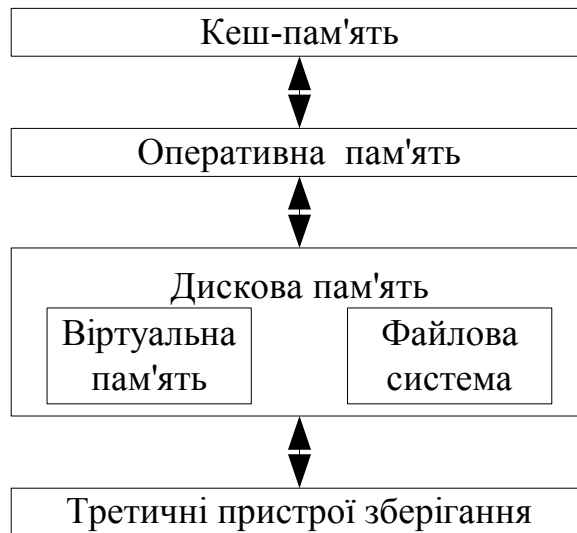 Кеш-пам'ять
Оперативна пам'ять
Дискова пам'ять
Віртуальна
пам'ять
Файлова
система
Третичні пристрої зберігання